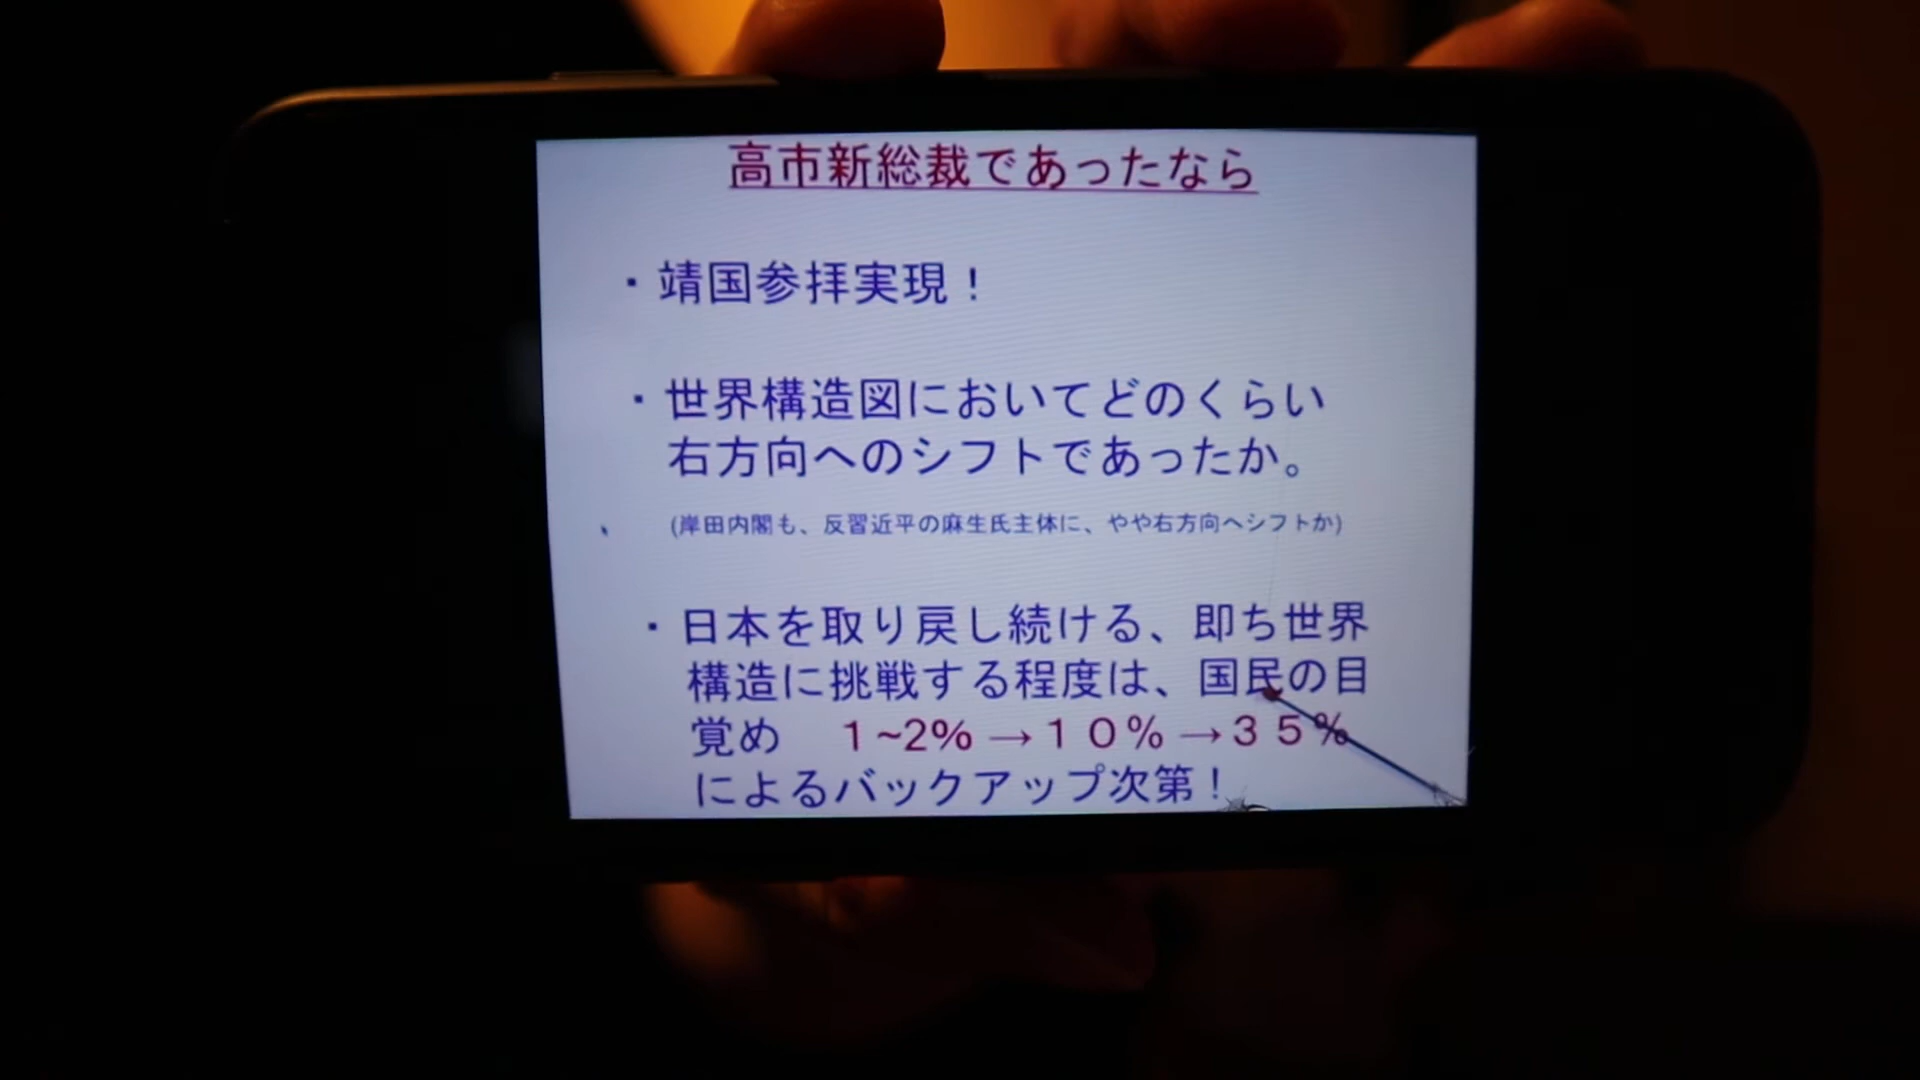 高市新総裁であったなら
・靖国参拝実現！
・世界構造図においてどのくらい
右方向へのシフトであったか。
(岸田内閣も、反習近平の麻生氏主体に、やや右方向へシフトか)
・日本を取り戻し続ける、即ち世界
構造に挑戦する程度は、国民の目
覚め　1~2% →１０% →３５%
によるバックアップ次第！